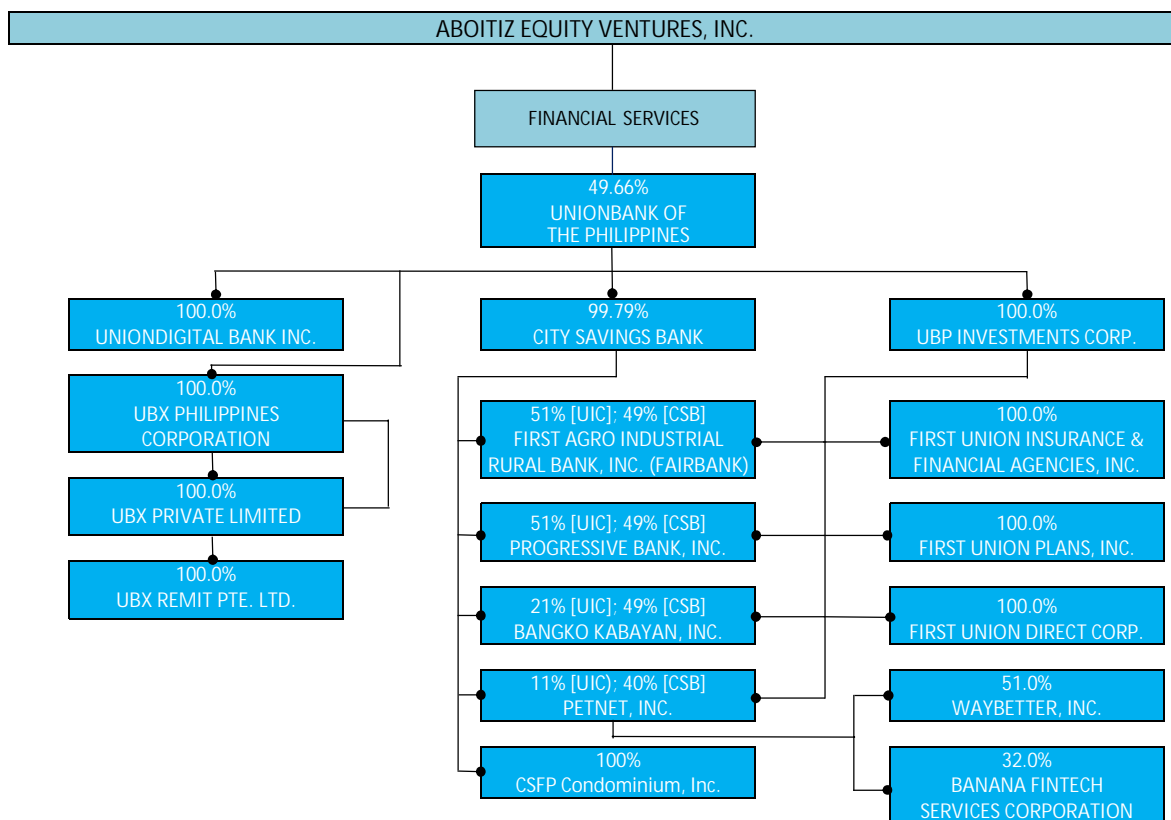 ABOITIZ EQUITY VENTURES, INC.
FINANCIAL SERVICES
49.66%
UNIONBANK OF
THE PHILIPPINES
100.0%
UNIONDIGITAL BANK INC.
99.79%
CITY SAVINGS BANK
100.0%
UBP INVESTMENTS CORP.
100.0%
UBX PHILIPPINES
CORPORATION
100.0%
UBX PRIVATE LIMITED
100.0%
UBX REMIT PTE. LTD.
51% [UIC]; 49% [CSB]
FIRST AGRO INDUSTRIAL
RURAL BANK, INC. (FAIRBANK)
51% [UIC]; 49% [CSB]
PROGRESSIVE BANK, INC.
21% [UIC]; 49% [CSB]
BANGKO KABAYAN, INC.
11% [UIC); 40% [CSB]
PETNET, INC.
100%
CSFP Condominium, Inc.
100.0%
FIRST UNION INSURANCE &
FINANCIAL AGENCIES, INC.
100.0%
FIRST UNION PLANS, INC.
100.0%
FIRST UNION DIRECT CORP.
51.0%
WAYBETTER, INC.
32.0%
BANANA FINTECH
SERVICES CORPORATION